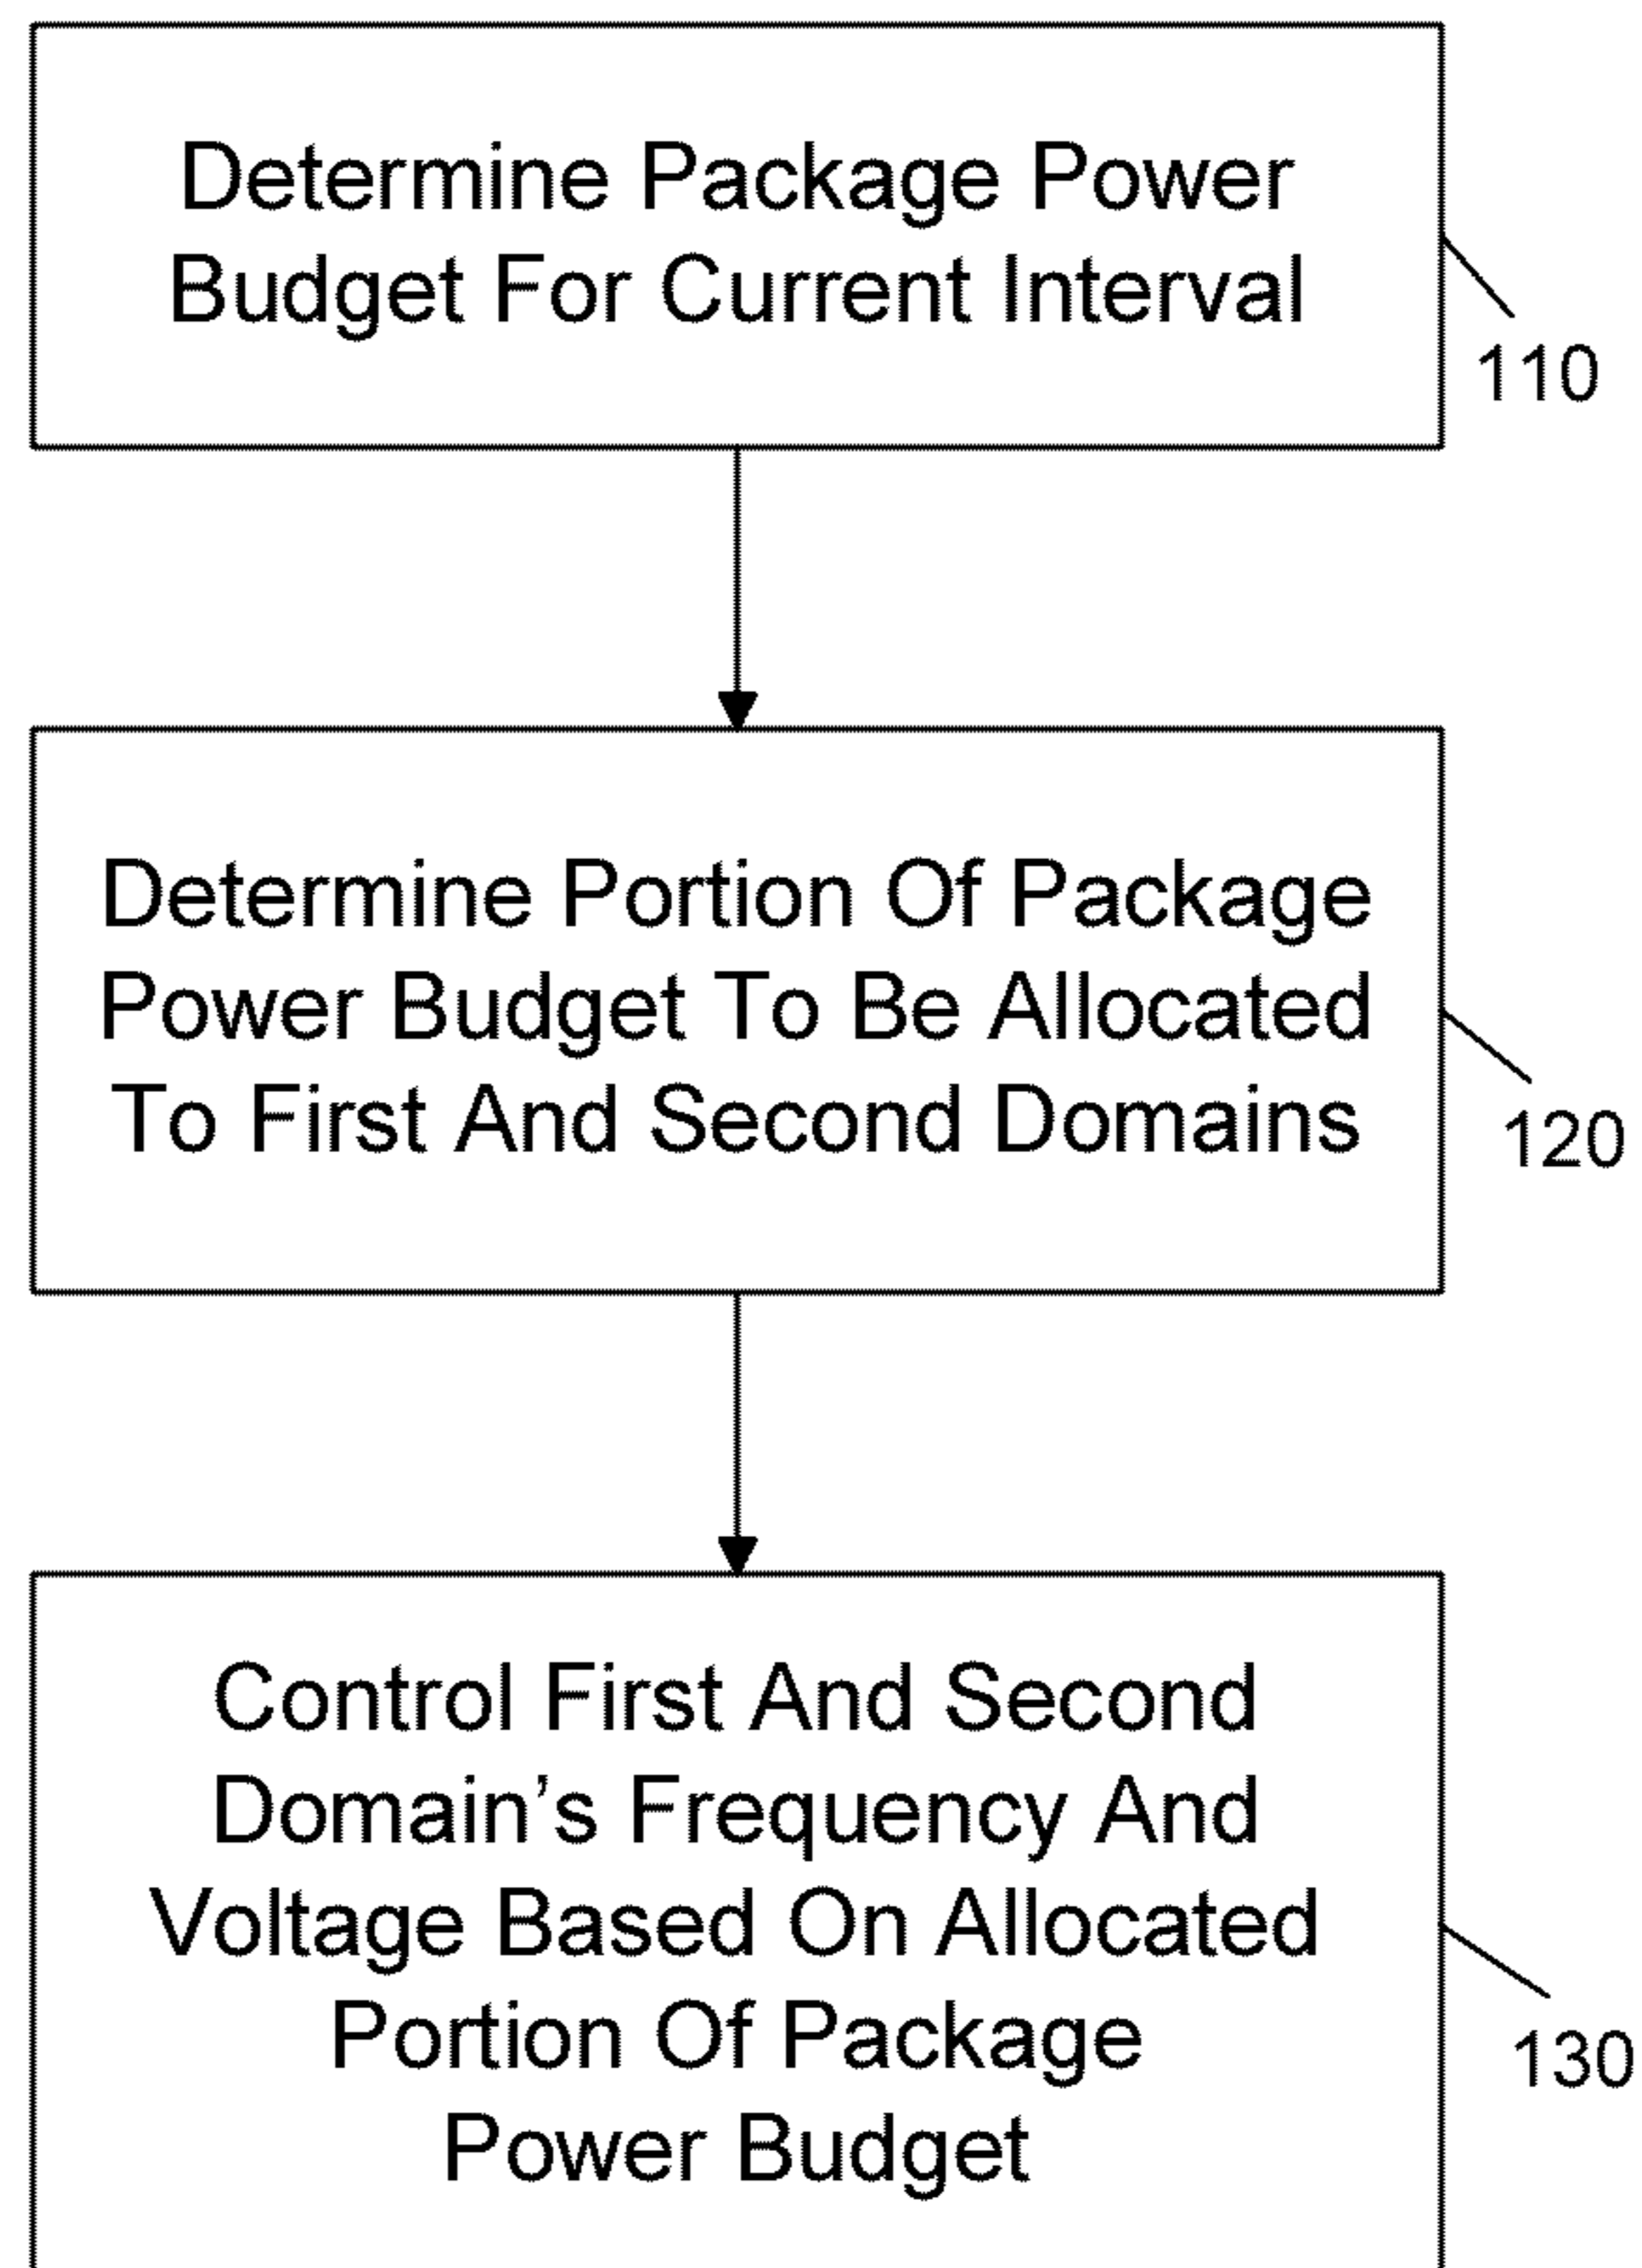 Determine Package Power
Budget For Current Interval
110
Determine Portion Of Package
Power Budget To Be Allocated
To First And Second Domains
120
Control First And Second
Domain’s Frequency And
Voltage Based On Allocated
Portion Of Package
Power Budget
130